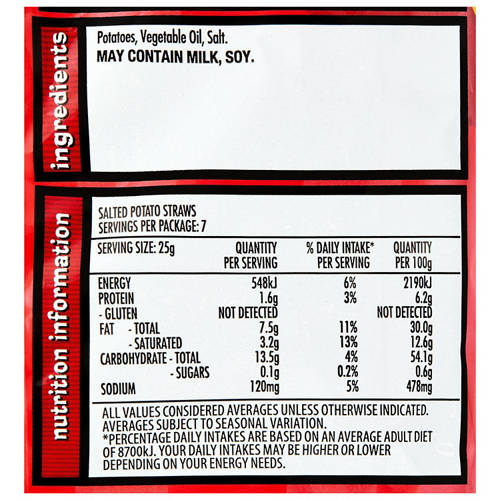 ingredients
Potatoes, Vegetable Oil, Salt.
MAY CONTAIN MILK, SOY.
nutrition information
SALTED POTATO STRAWS
SERVINGS PER PACKAGE: 7
SERVING SIZE: 25g QUANTITY PER SERVING % DAILY INTAKE* PER SERVING QUANTITY PER 100g
ENERGY 548kJ 6% 2190kJ
PROTEIN 1.6g 3% 6.2g
- GLUTEN NOT DETECTED NOT DETECTED
FAT - TOTAL 7.5g 11% 30.0g
- SATURATED 3.2g 13% 12.6g
CARBOHYDRATE - TOTAL 13.5g 4% 54.1g
- SUGARS 0.1g 0.2% 0.6g
SODIUM 120mg 5% 478mg
ALL VALUES CONSIDERED AVERAGES UNLESS OTHERWISE INDICATED.
AVERAGES SUBJECT TO SEASONAL VARIATION.
*PERCENTAGE DAILY INTAKES ARE BASED ON AN AVERAGE ADULT DIET
OF 8700kJ. YOUR DAILY INTAKES MAY BE HIGHER OR LOWER
DEPENDING ON YOUR ENERGY NEEDS.